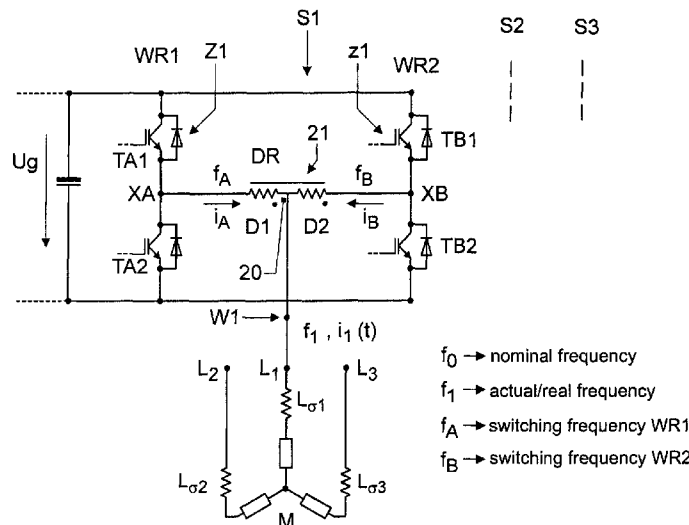 S1
S2 S3
WR1 Z1 z1 WR2
Ug TA1 DR 21 TB1
XA f_A f_B XB
i_A D1 D2 i_B
TA2 20 TB2
W1 f_1 , i_1 (t)
L_2 L_1 L_3
L_σ1
L_σ2 L_σ3
M
f_0 → nominal frequency
f_1 → actual/real frequency
f_A → switching frequency WR1
f_B → switching frequency WR2